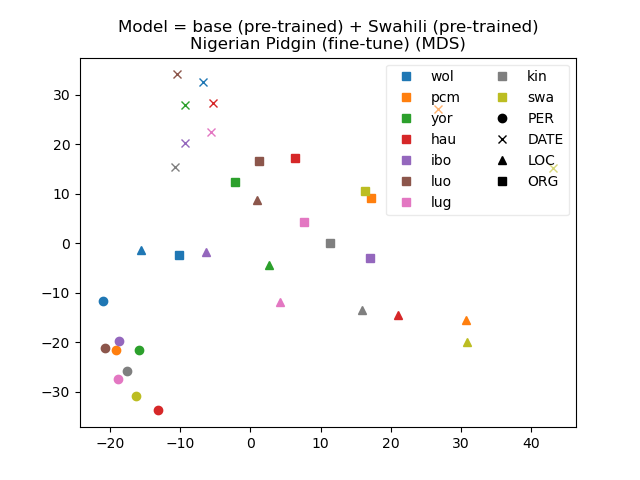 Model = base (pre-trained) + Swahili (pre-trained)
Nigerian Pidgin (fine-tune) (MDS)
wol
pcm
yor
hau
ibo
luo
lug
kin
swa
PER
DATE
LOC
ORG
30
20
10
0
−10
−20
−30
−20
−10
0
10
20
30
40